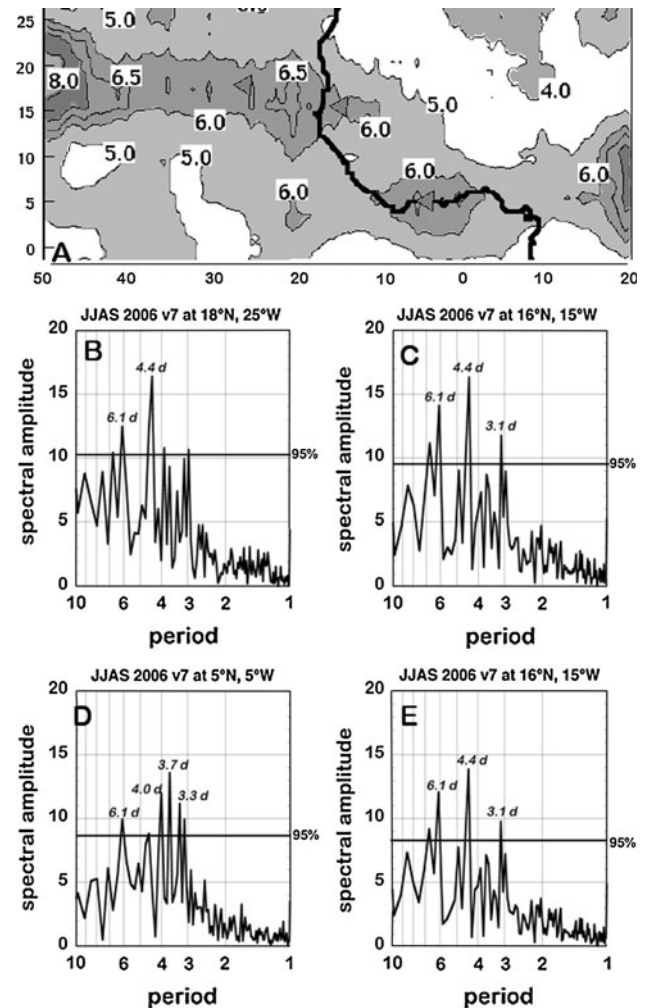 25
20
15
10
5
0
5.0
8.0
6.5
6.5
6.0
5.0
4.0
6.0
5.0
5.0
6.0
6.0
6.0
A
50 40 30 20 10 0 10 20
JJAS 2006 v7 at 18°N, 25°W
B
20
15
10
5
0
4.4 d
6.1 d
95%
spectral amplitude
10 6 4 3 2 1
period
JJAS 2006 v7 at 16°N, 15°W
C
20
15
10
5
0
4.4 d
6.1 d
3.1 d
95%
spectral amplitude
10 6 4 3 2 1
period
JJAS 2006 v7 at 5°N, 5°W
D
20
15
10
5
0
3.7 d
4.0 d
3.3 d
6.1 d
95%
spectral amplitude
10 6 4 3 2 1
period
JJAS 2006 v7 at 16°N, 15°W
E
20
15
10
5
0
4.4 d
6.1 d
3.1 d
95%
spectral amplitude
10 6 4 3 2 1
period